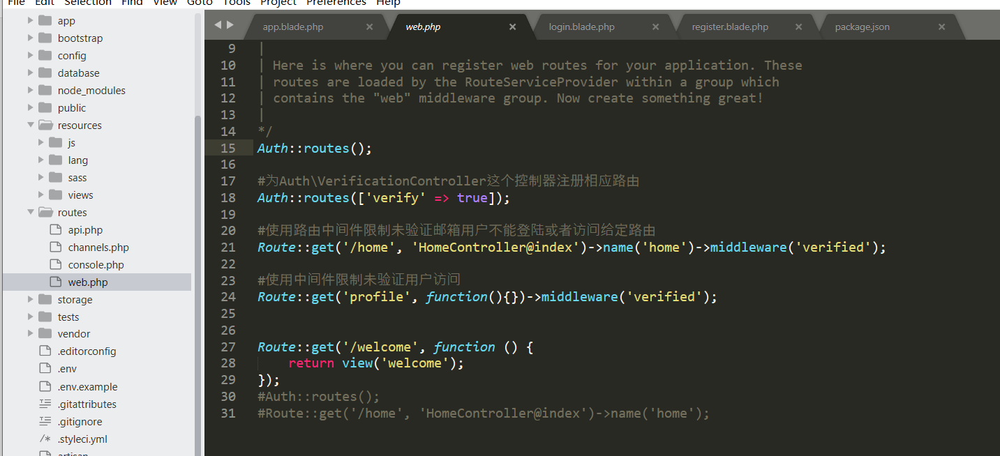 File Edit Selection Find View Goto Tools Project Preferences Help
app
bootstrap
config
database
node_modules
public
resources
js
lang
sass
views
routes
api.php
channels.php
console.php
web.php
storage
tests
vendor
.editorconfig
.env
.env.example
.gitattributes
.gitignore
/* .styleci.yml
artisan
app.blade.php × web.php × login.blade.php × register.blade.php × package.json ×
9 |
10 | Here is where you can register web routes for your application. These
11 | routes are loaded by the RouteServiceProvider within a group which
12 | contains the "web" middleware group. Now create something great!
13 |
14 */
15 Auth::routes();
16
17 #为Auth\VerificationController这个控制器注册相应路由
18 Auth::routes(['verify' => true]);
19
20 #使用路由中间件限制未验证邮箱用户不能登陆或者访问给定路由
21 Route::get('/home', 'HomeController@index')->name('home')->middleware('verified');
22
23 #使用中间件限制未验证用户访问
24 Route::get('profile', function(){})->middleware('verified');
25
26
27 Route::get('/welcome', function () {
28     return view('welcome');
29 });
30 #Auth::routes();
31 #Route::get('/home', 'HomeController@index')->name('home');